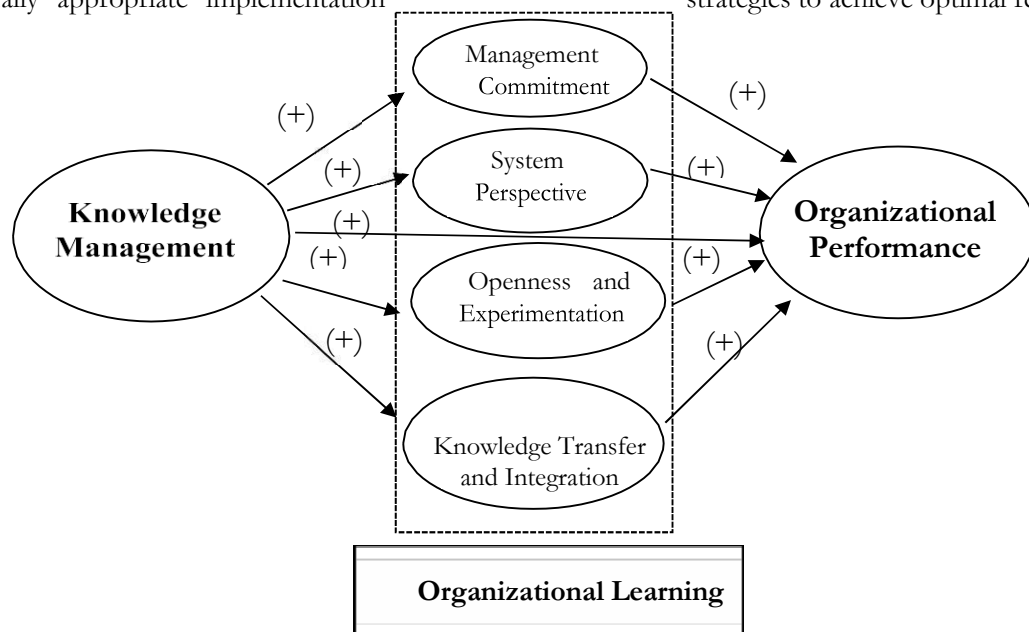 ally appropriate implementation
strategies to achieve optimal re
Management
Commitment
(+)
(+)
System
Perspective
(+)
(+)
Knowledge
Management
(+)
Organizational
Performance
(+)
(+)
Openness and
Experimentation
(+)
(+)
Knowledge Transfer
and Integration
Organizational Learning